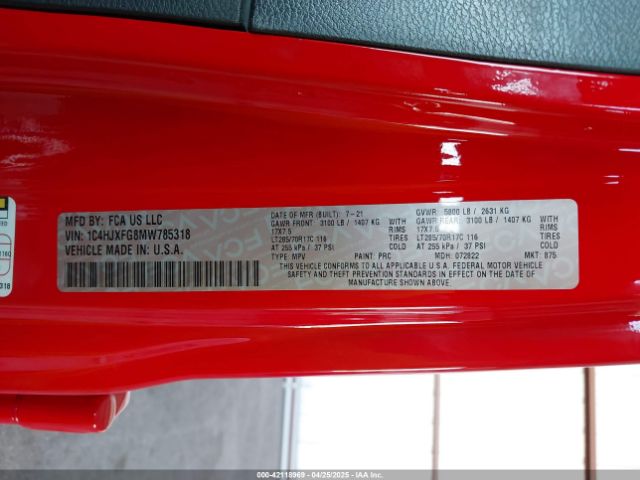 MFD BY: FCA US LLC
VIN: 1C4HJXFG8MW785318
VEHICLE MADE IN: U.S.A.
DATE OF MFR (BUILT): 7-21
GAWR FRONT: 3100 LB / 1407 KG WITH
17X7.5 RIMS
LT285/70R17C 116 TIRES
AT 255 kPa / 37 PSI COLD
TYPE: MPV PAINT: PRC
GVWR: 5800 LB / 2631 KG
GAWR REAR: 3100 LB / 1407 KG WITH
17X7.5 RIMS
LT285/70R17C 116 TIRES
AT 255 kPa / 37 PSI COLD
MDH: 072822 MKT: B75
THIS VEHICLE CONFORMS TO ALL APPLICABLE U.S.A. FEDERAL MOTOR VEHICLE
SAFETY AND THEFT PREVENTION STANDARDS IN EFFECT ON THE DATE OF
MANUFACTURE SHOWN ABOVE.
5318
000-42118969 - 04/25/2025 - COPYRIGHT IAA, LLC